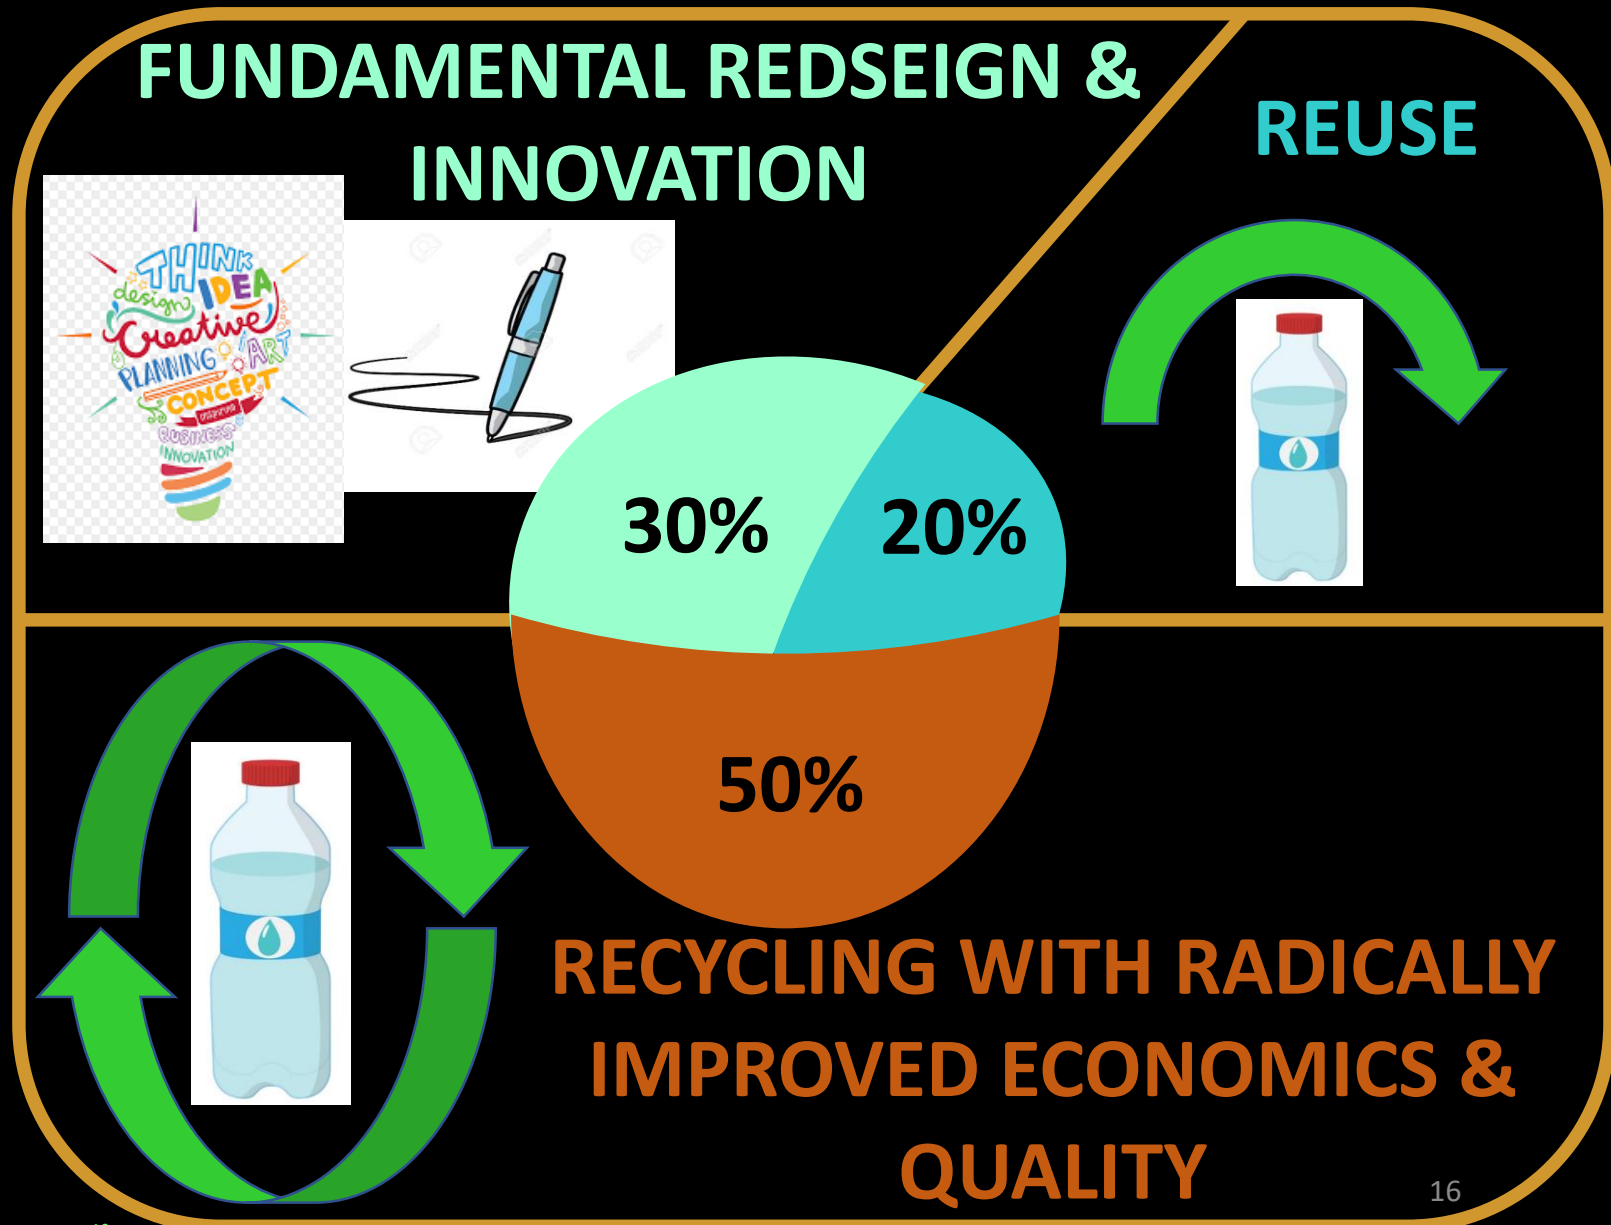 FUNDAMENTAL REDSEIGN &
INNOVATION
REUSE
THINK
design IDEA
Creative
PLANNING ART
CONCEPT
BUSINESS
INNOVATION
30%
20%
50%
RECYCLING WITH RADICALLY
IMPROVED ECONOMICS &
QUALITY
16